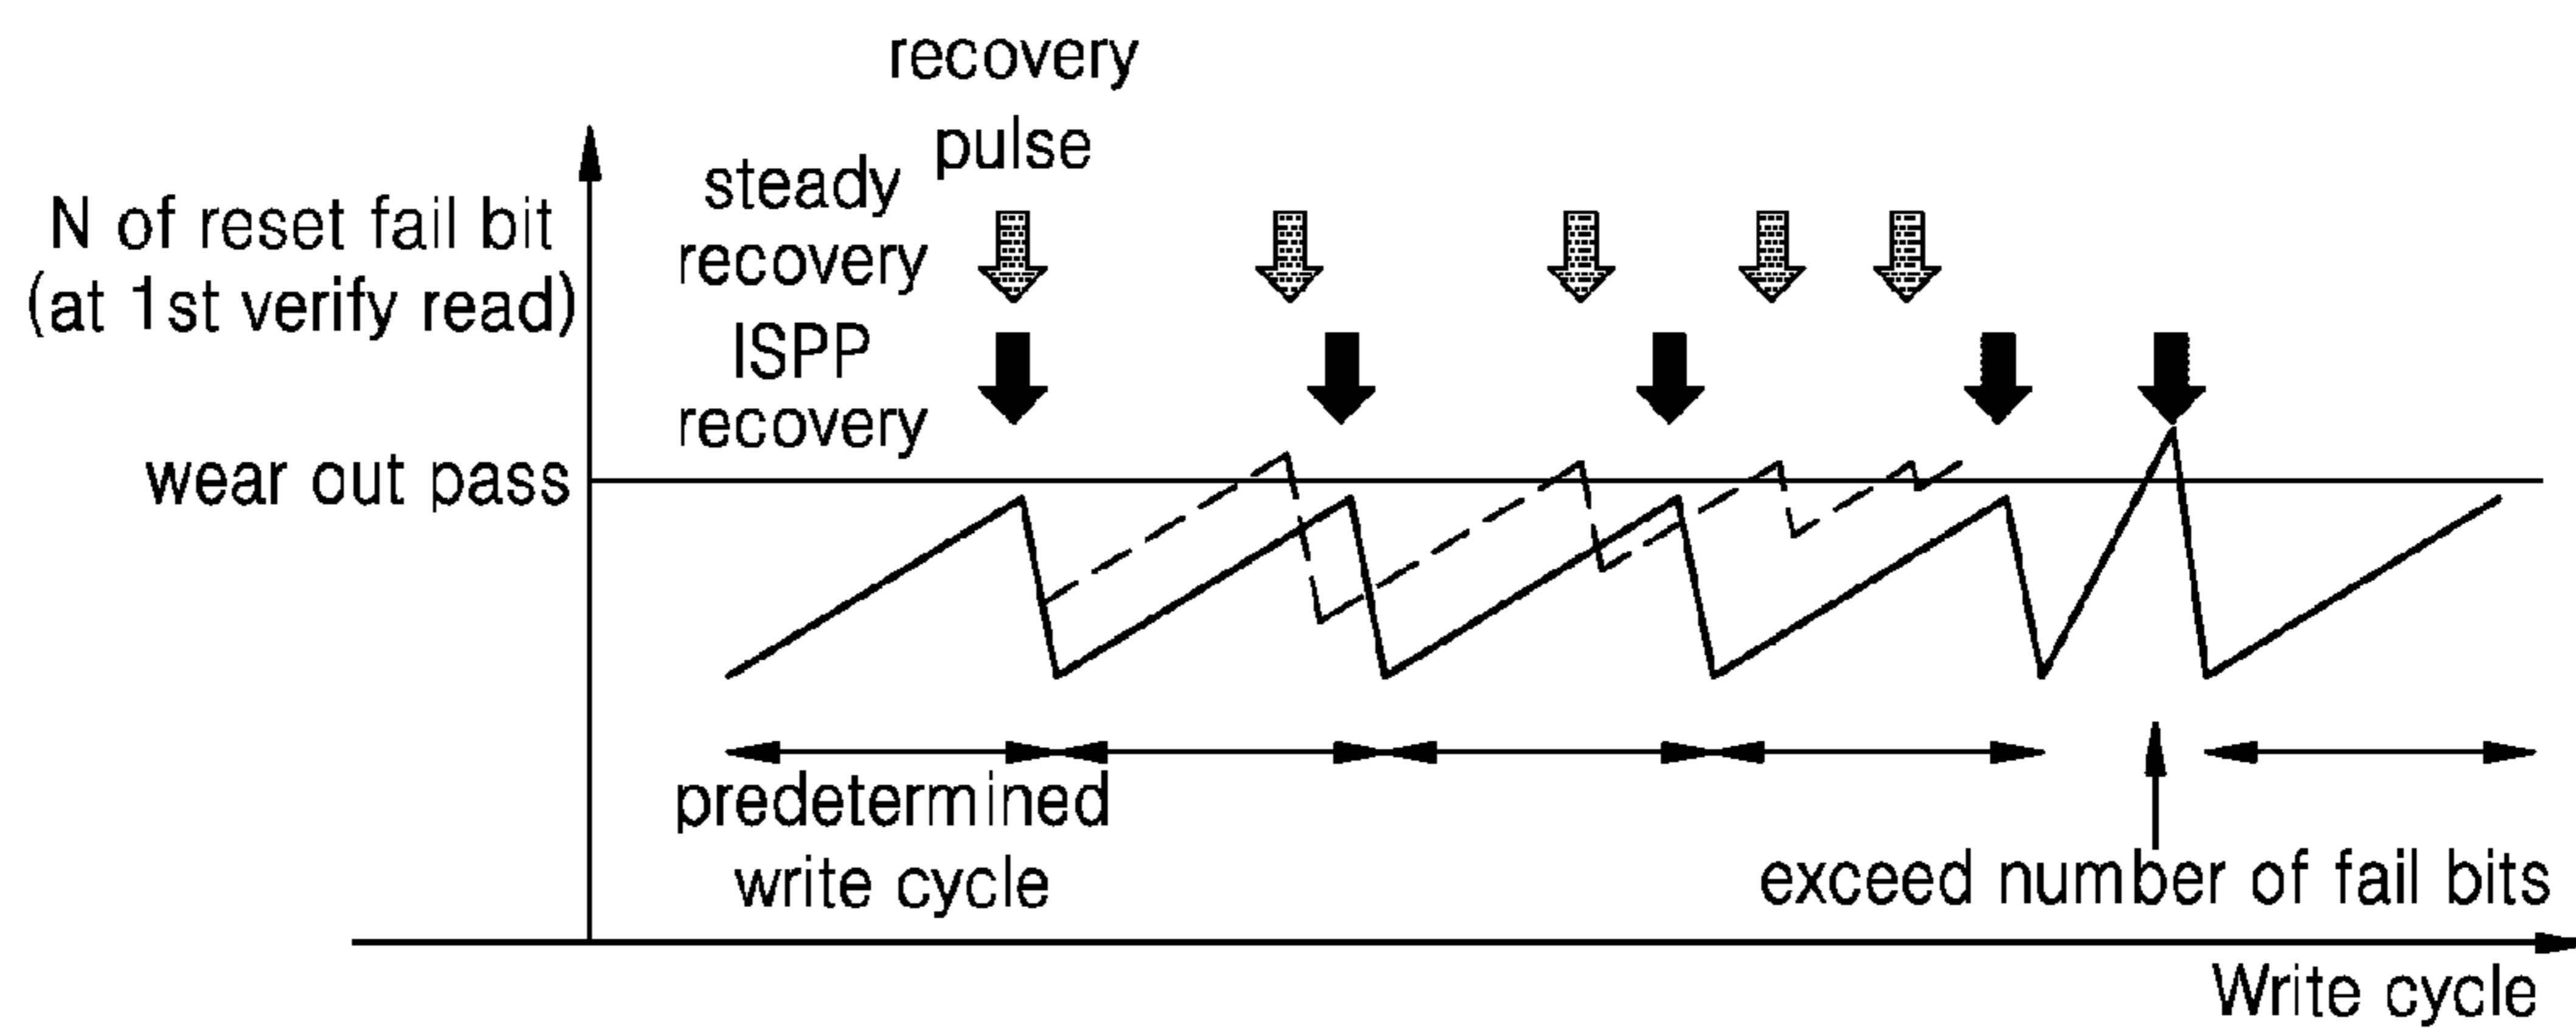 recovery
pulse
steady
recovery
N of reset fail bit
(at 1st verify read)
ISPP
recovery
wear out pass
predetermined
write cycle
exceed number of fail bits
Write cycle